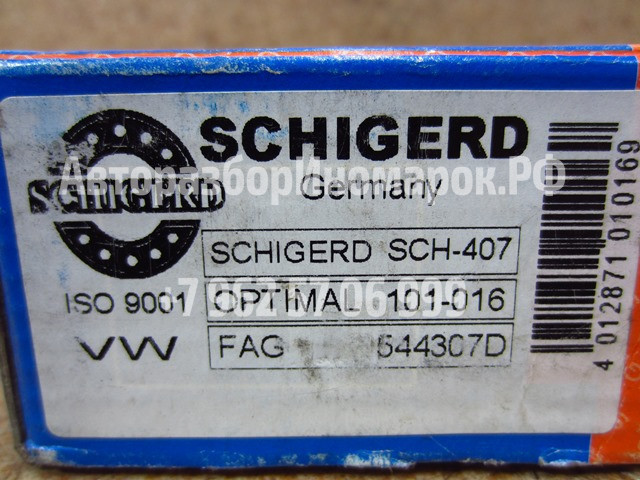 SCHIGERD
SCHIGERD
Germany
АвторазборИномарок.РФ
SCHIGERD SCH-407
ISO 9001
OPTIMAL 101-016
VW
FAG 544307D
4 012871 010169